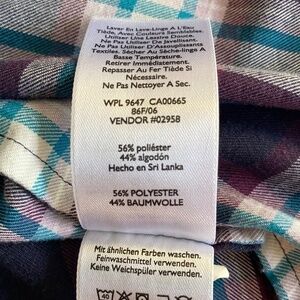 Laver En Lave-Linge A L'Eau
Tiède, Avec Couleurs Semblables.
Utiliser Une Lessive Douce.
Ne Pas Utiliser De Javellisant.
Ne Pas Utiliser D'Assouplissants
Textiles. Sécher Au Sèche-Linge A
Basse Température.
Retirer Immédiatement.
Repasser Au Fer Tiède Si
Nécessaire.
Ne Pas Nettoyer A Sec.
WPL 9647 CA00665
86F/06
VENDOR #02958
56% poliéster
44% algodón
Hecho en Sri Lanka
56% POLYESTER
44% BAUMWOLLE
Mit ähnlichen Farben waschen.
Feinwaschmittel verwenden.
Keine Weichspüler verwenden.
40